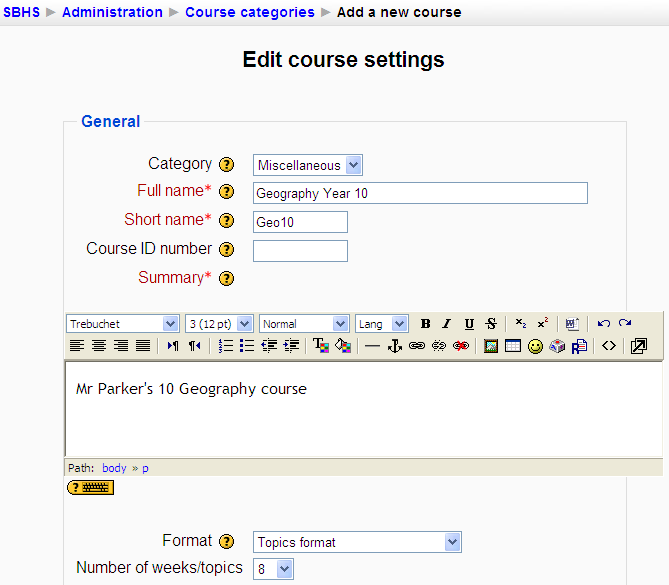 SBHS ► Administration ► Course categories ► Add a new course
Edit course settings
General
Category ? Miscellaneous
Full name* ? Geography Year 10
Short name* ? Geo10
Course ID number ?
Summary* ?
Trebuchet 3 (12 pt) Normal Lang B I U S x₂ x²
Mr Parker's 10 Geography course
Path: body » p
?
Format ? Topics format
Number of weeks/topics 8